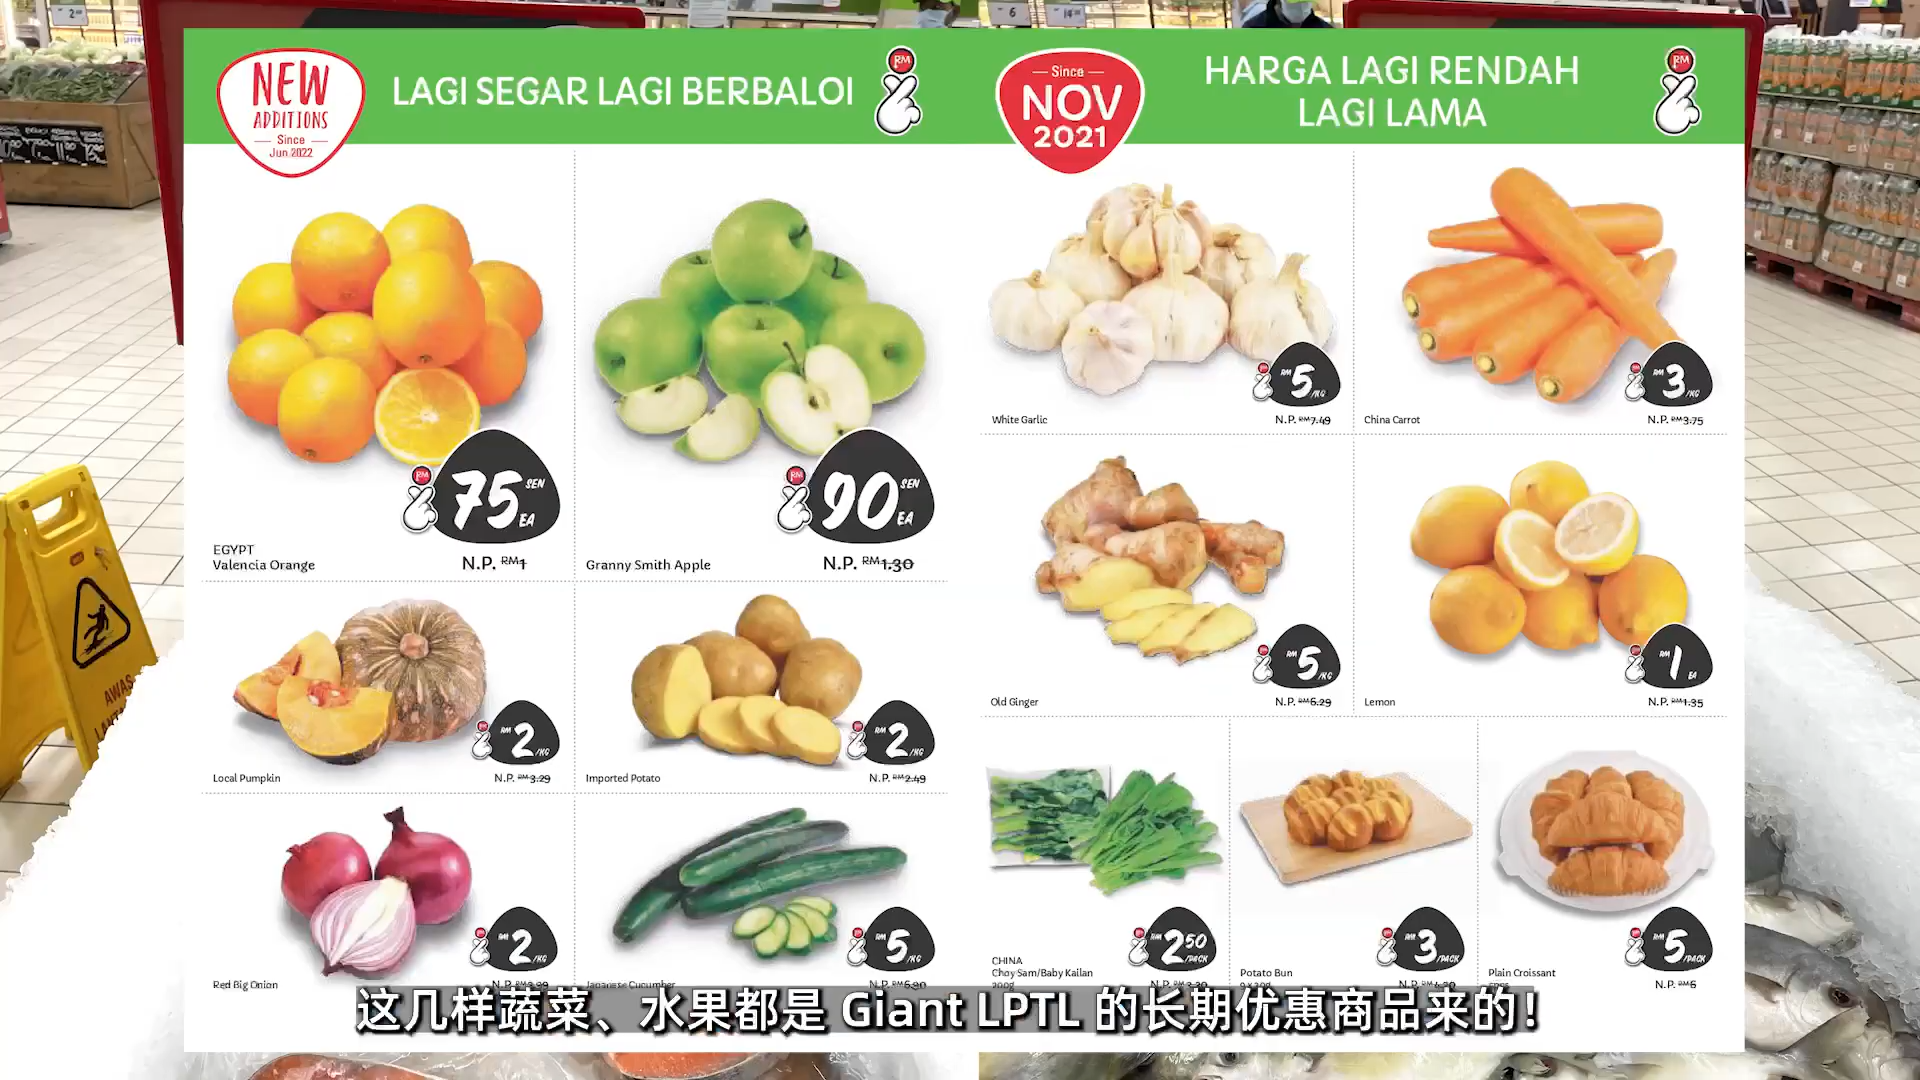 NEW
ADDITIONS
Since
Jun 2022
LAGI SEGAR LAGI BERBALOI
RM
Since
NOV
2021
HARGA LAGI RENDAH
LAGI LAMA
RM
75 SEN EA
EGYPT
Valencia Orange
N.P. RM1
90 SEN EA
Granny Smith Apple
N.P. RM1.30
RM 5 /KG
White Garlic
N.P. RM7.49
RM 3 /KG
China Carrot
N.P. RM3.75
RM 5 /KG
Old Ginger
N.P. RM6.29
RM 1 EA
Lemon
N.P. RM1.35
RM 2 /KG
Local Pumpkin
N.P. RM3.29
RM 2 /KG
Imported Potato
N.P. RM2.49
RM 2 /KG
Red Big Onion
RM 5 /KG
Japanese Cucumber
N.P. RM6.90
RM 2.50 /PACK
CHINA
Choy Sam/Baby Kailan
RM 3 /PACK
Potato Bun
RM 5 /PACK
Plain Croissant
N.P. RM6
这几样蔬菜、水果都是 Giant LPTL 的长期优惠商品来的！
AWAS